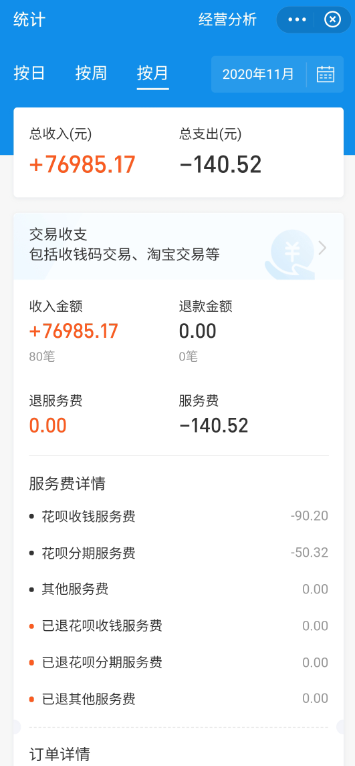 统计 经营分析
按日 按周 按月 2020年11月
总收入(元) 总支出(元)
+76985.17 -140.52
交易收支
包括收钱码交易、淘宝交易等
¥
收入金额 退款金额
+76985.17 0.00
80笔 0笔
退服务费 服务费
0.00 -140.52
服务费详情
花呗收钱服务费 -90.20
花呗分期服务费 -50.32
其他服务费 0.00
已退花呗收钱服务费 0.00
已退花呗分期服务费 0.00
已退其他服务费 0.00
订单详情